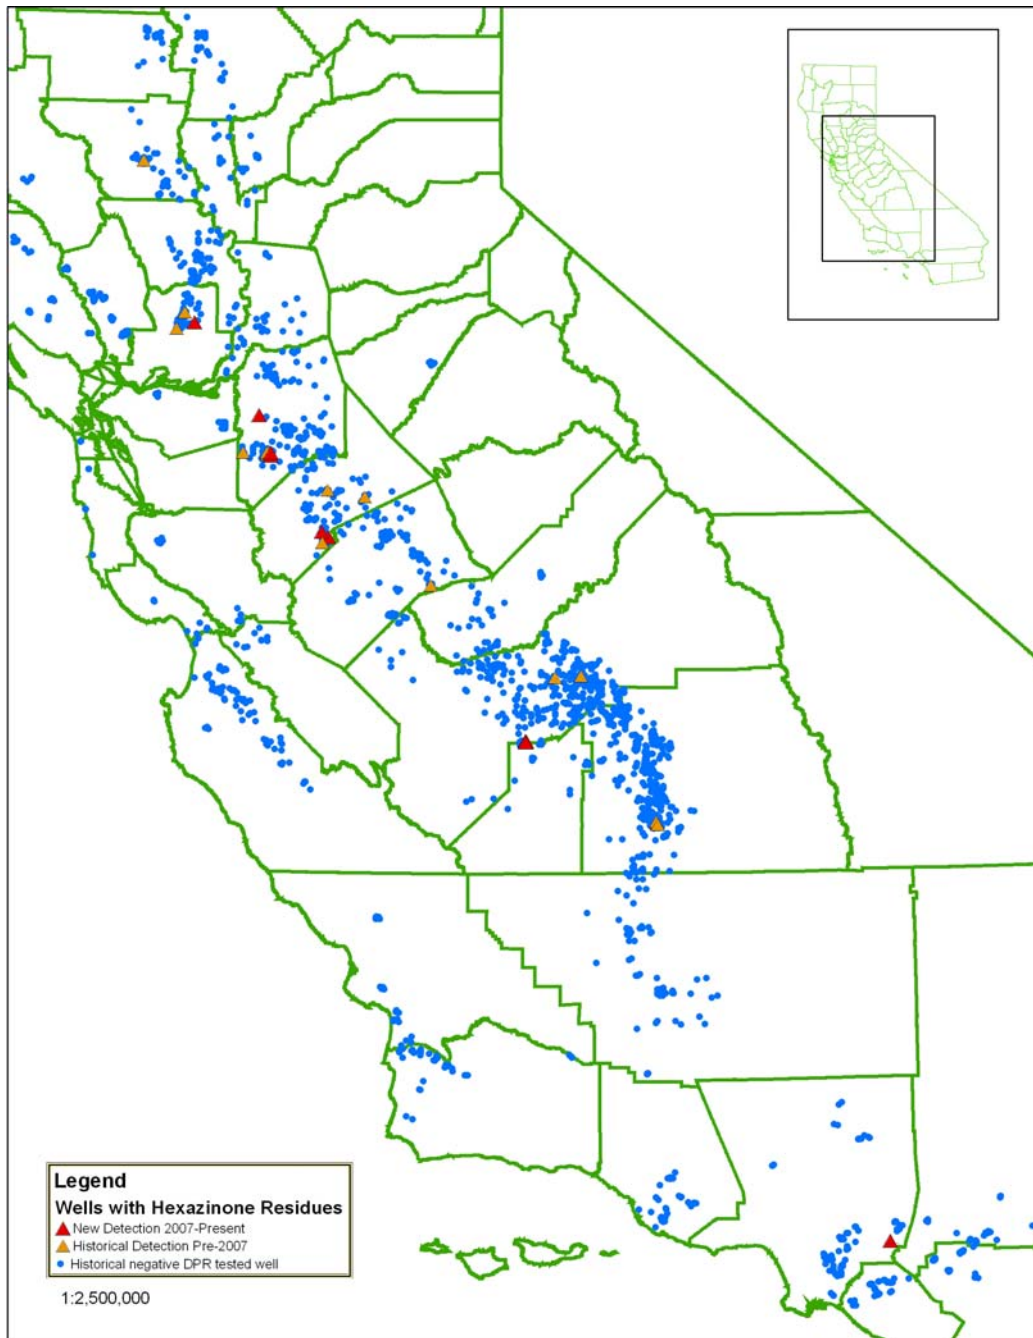 Legend
Wells with Hexazinone Residues
New Detection 2007-Present
Historical Detection Pre-2007
Historical negative DPR tested well
1:2,500,000